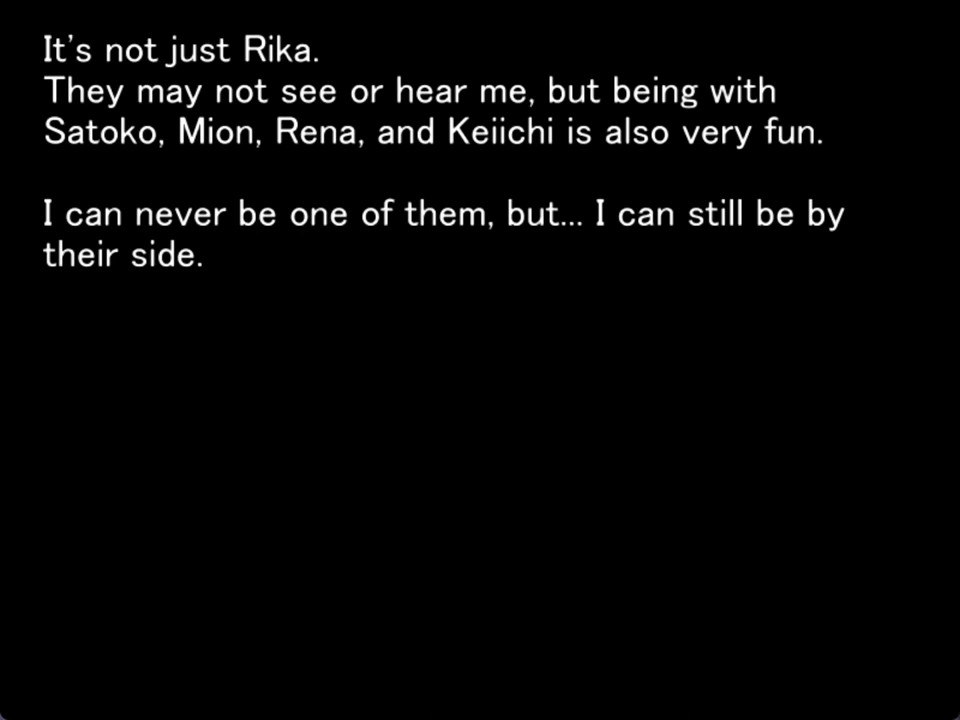 It's not just Rika.
They may not see or hear me, but being with
Satoko, Mion, Rena, and Keiichi is also very fun.
I can never be one of them, but... I can still be by
their side.